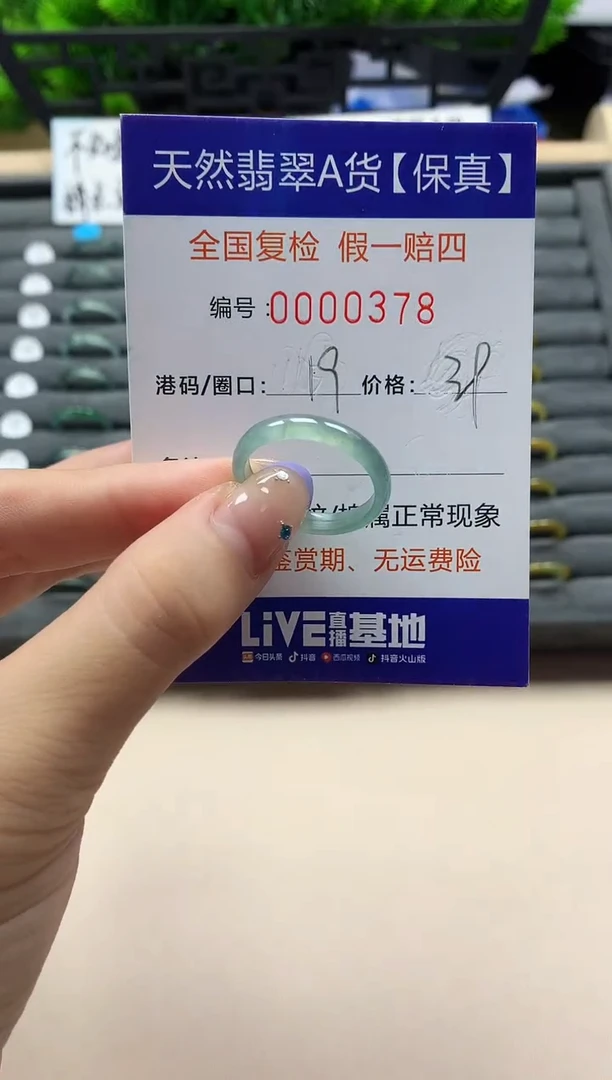 天然翡翠A货【保真】
全国复检 假一赔四
编号:0000378
港码/圈口: 19 价格:
属正常现象
鉴赏期、无运费险
LiVE直播基地
今日头条 抖音 西瓜视频 抖音火山版